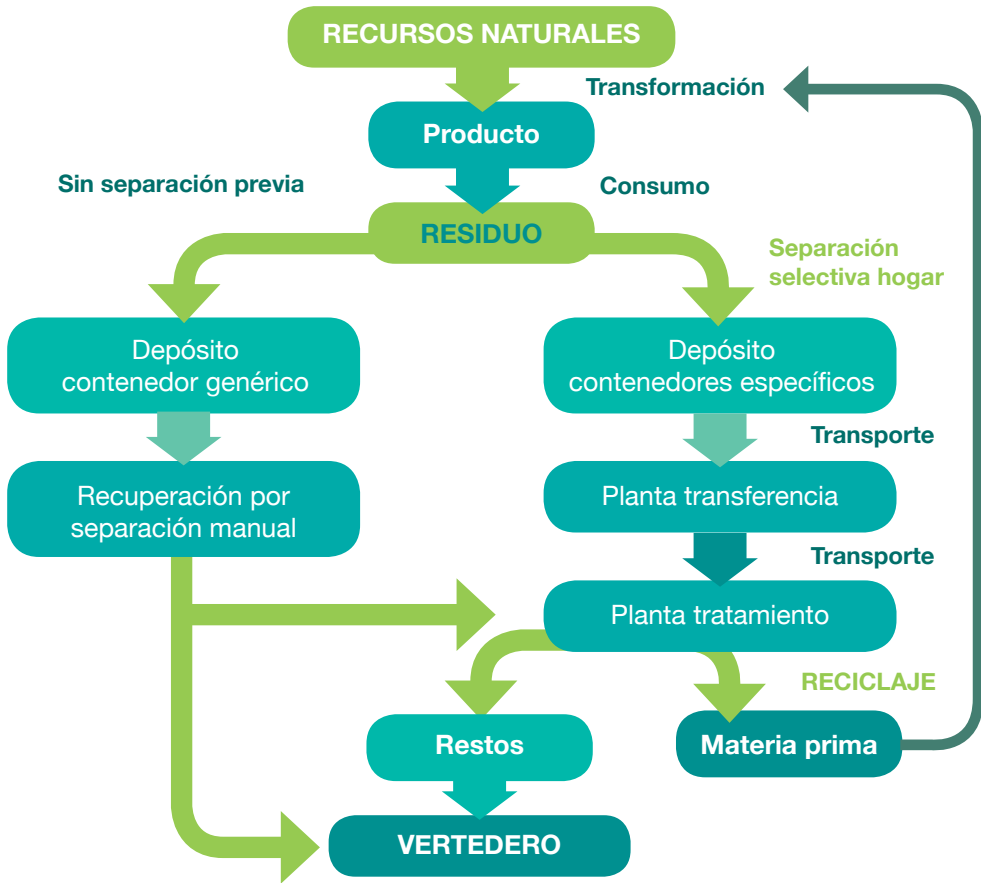 RECURSOS NATURALES
Transformación
Producto
Sin separación previa
Consumo
RESIDUO
Separación
selectiva hogar
Depósito
contenedor genérico
Depósito
contenedores específicos
Transporte
Recuperación por
separación manual
Planta transferencia
Transporte
Planta tratamiento
RECICLAJE
Restos
Materia prima
VERTEDERO